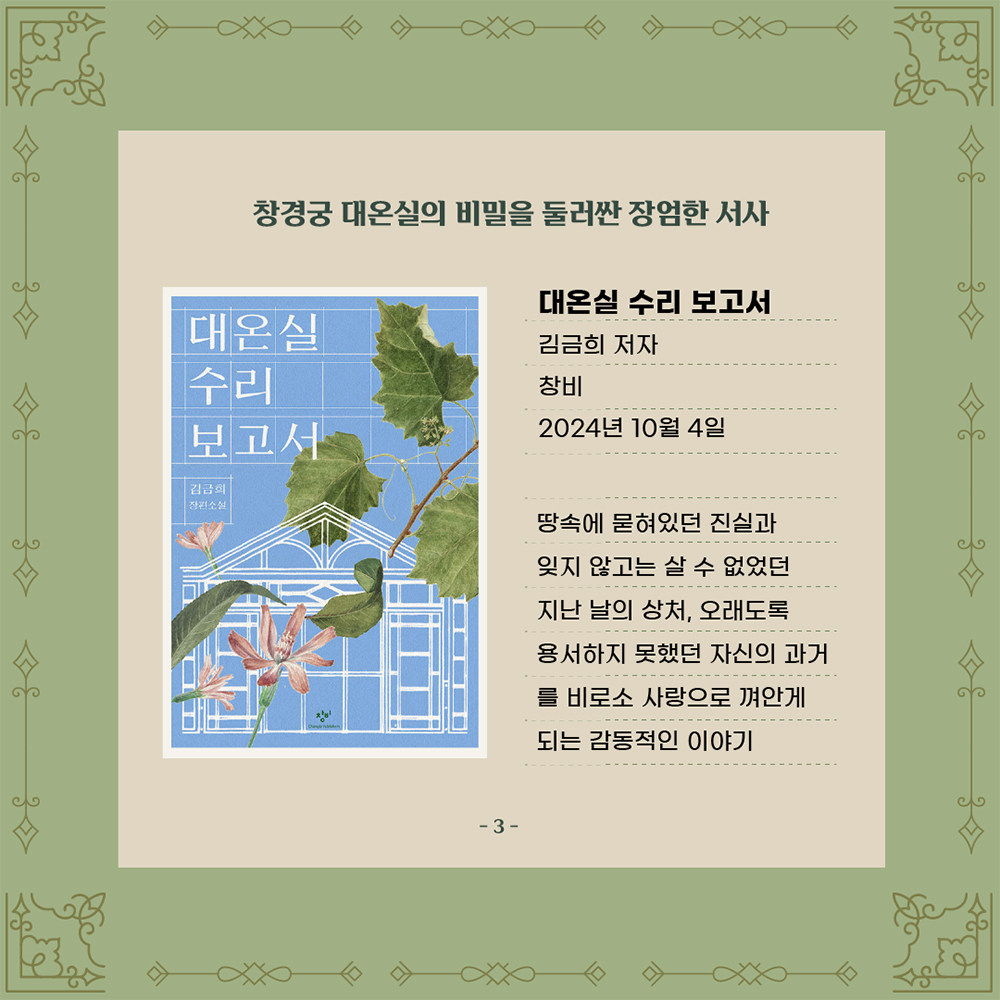 창경궁 대온실의 비밀을 둘러싼 장엄한 서사
대온실
수리
보고서
김금희
장편소설
창비
Changbi Publishers
대온실 수리 보고서
김금희 저자
창비
2024년 10월 4일
땅속에 묻혀있던 진실과
잊지 않고는 살 수 없었던
지난 날의 상처, 오래도록
용서하지 못했던 자신의 과거
를 비로소 사랑으로 껴안게
되는 감동적인 이야기
- 3 -